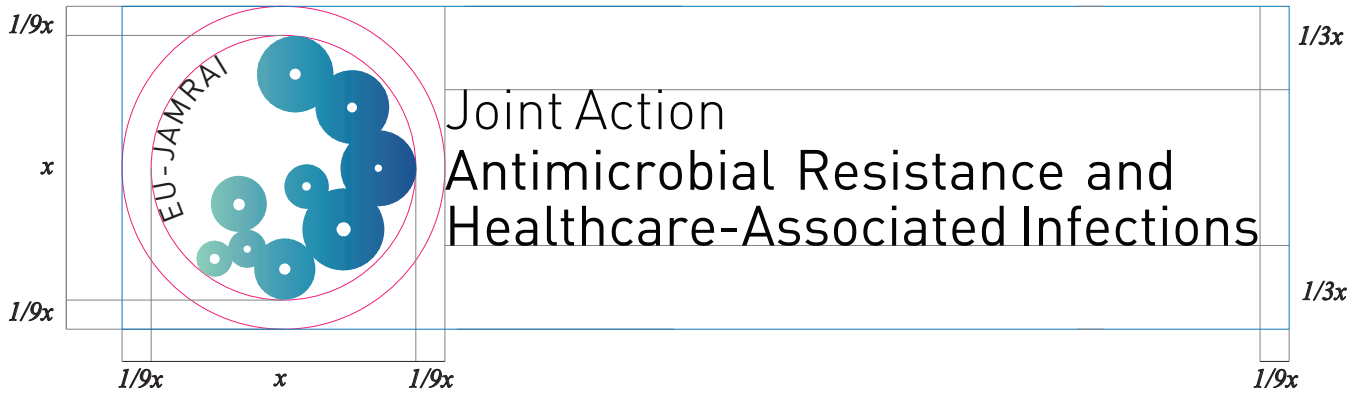 1/9x
1/3x
EU-JAMRAI
Joint Action
x
Antimicrobial Resistance and
Healthcare-Associated Infections
1/9x
1/3x
1/9x x 1/9x 1/9x